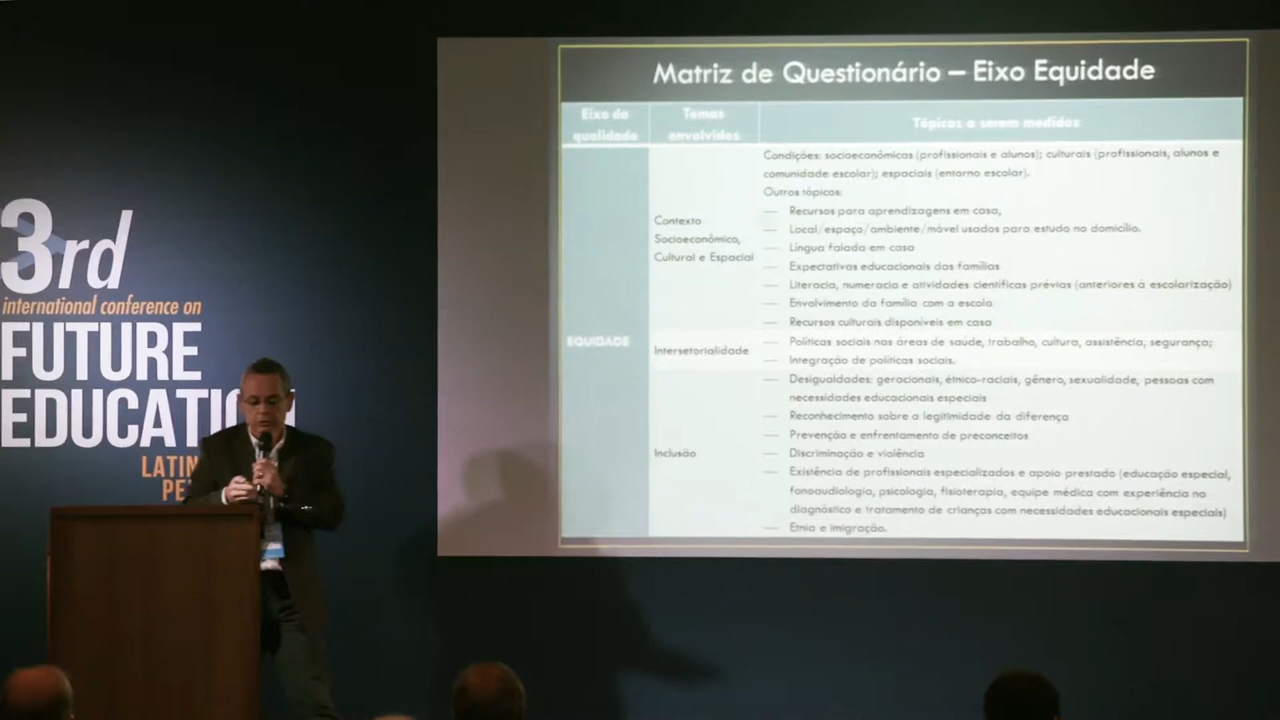 3rd
international conference on
FUTURE
EDUCATI
LATIN
PE
Matriz de Questionário – Eixo Equidade
Eixo da
qualidade
Temas
envolvidos
Tópicos a serem medidos
EQUIDADE
Contexto
Socioeconômico,
Cultural e Espacial
Condições: socioeconômicas (profissionais e alunos); culturais (profissionais, alunos e
comunidade escolar); espaciais (entorno escolar).
Outros tópicos:
— Recursos para aprendizagens em casa,
— Local/espaço/ambiente/móvel usados para estudo no domicílio.
— Língua falada em casa
— Expectativas educacionais das famílias
— Literacia, numeracia e atividades científicas prévias (anteriores à escolarização)
— Envolvimento da família com a escola
— Recursos culturais disponíveis em casa
Intersetorialidade
— Políticas sociais nas áreas de saúde, trabalho, cultura, assistência, segurança;
— Integração de políticas sociais.
Inclusão
— Desigualdades: geracionais, étnico-raciais, gênero, sexualidade, pessoas com
necessidades educacionais especiais
— Reconhecimento sobre a legitimidade da diferença
— Prevenção e enfrentamento de preconceitos
— Discriminação e violência
— Existência de profissionais especializados e apoio prestado (educação especial,
fonoaudiologia, psicologia, fisioterapia, equipe médica com experiência no
diagnóstico e tratamento de crianças com necessidades educacionais especiais)
— Etnia e imigração.